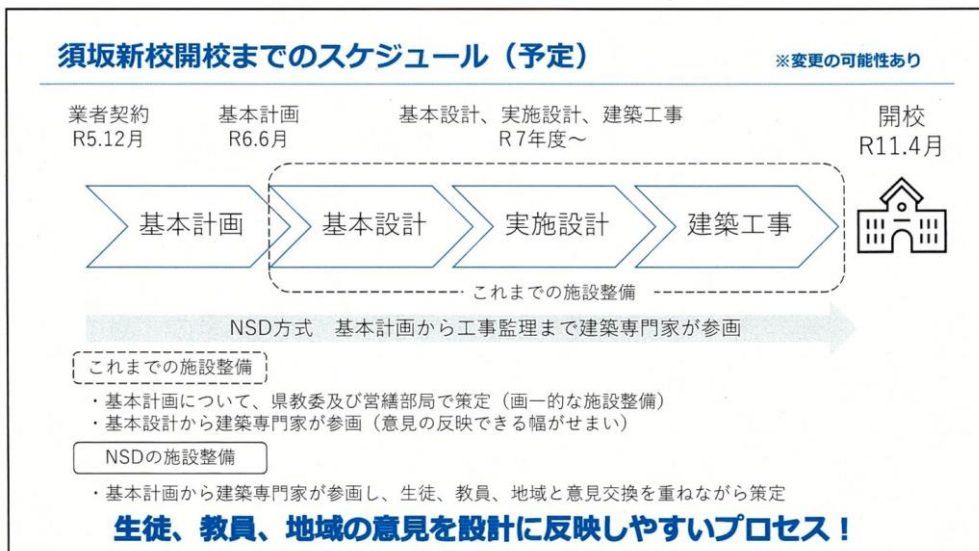 須坂新校開校までのスケジュール（予定）
※変更の可能性あり
業者契約
R5.12月
基本計画
R6.6月
基本設計、実施設計、建築工事
R７年度～
開校
R11.4月
基本計画
基本設計
実施設計
建築工事
これまでの施設整備
NSD方式　基本計画から工事監理まで建築専門家が参画
これまでの施設整備
・基本計画について、県教委及び営繕部局で策定（画一的な施設整備）
・基本設計から建築専門家が参画（意見の反映できる幅がせまい）
NSDの施設整備
・基本計画から建築専門家が参画し、生徒、教員、地域と意見交換を重ねながら策定
生徒、教員、地域の意見を設計に反映しやすいプロセス！